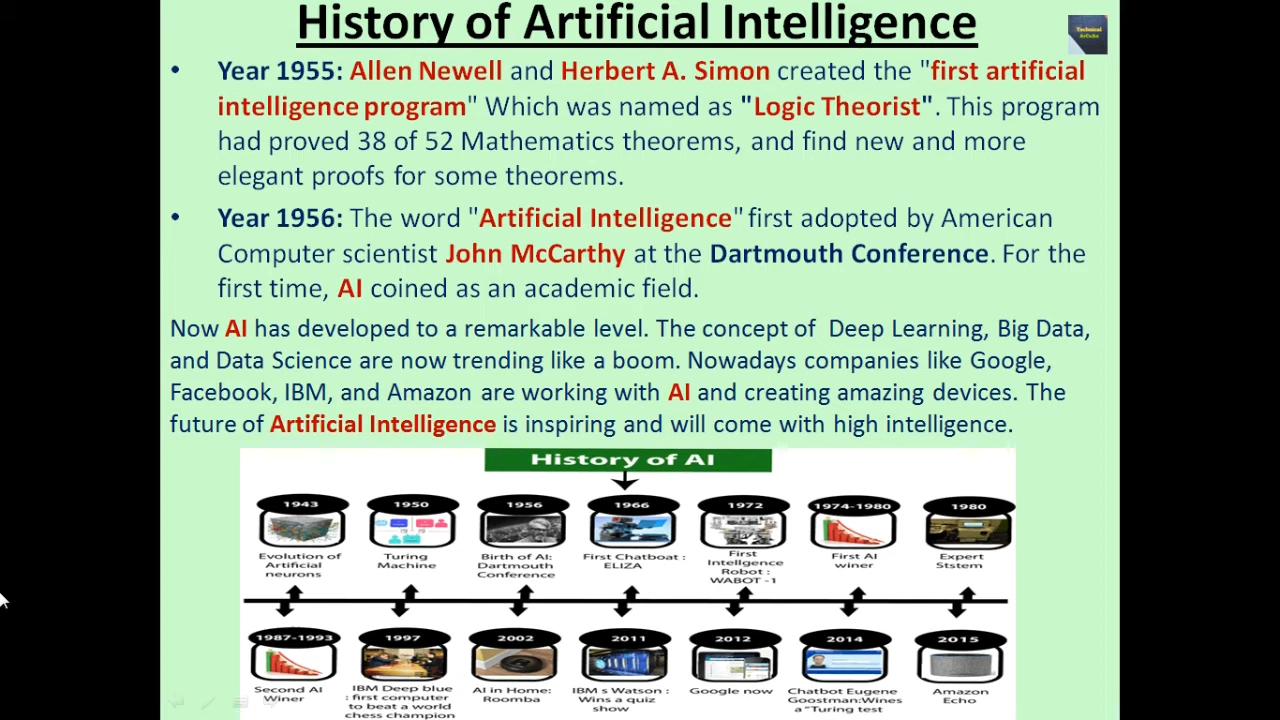 History of Artificial Intelligence
Technical
ArCube
• Year 1955: Allen Newell and Herbert A. Simon created the "first artificial
intelligence program" Which was named as "Logic Theorist". This program
had proved 38 of 52 Mathematics theorems, and find new and more
elegant proofs for some theorems.
• Year 1956: The word "Artificial Intelligence" first adopted by American
Computer scientist John McCarthy at the Dartmouth Conference. For the
first time, AI coined as an academic field.
Now AI has developed to a remarkable level. The concept of Deep Learning, Big Data,
and Data Science are now trending like a boom. Nowadays companies like Google,
Facebook, IBM, and Amazon are working with AI and creating amazing devices. The
future of Artificial Intelligence is inspiring and will come with high intelligence.
History of AI
1943
Evolution of
Artificial
neurons
1950
Turing
Machine
1956
Birth of AI:
Dartmouth
Conference
1966
First Chatboat :
ELIZA
1972
First
Intellgence
Robot :
WABOT -1
1974-1980
First AI
winer
1980
Expert
Ststem
1987-1993
Second AI
Winer
1997
IBM Deep blue
: first computer
to beat a world
chess champion
2002
AI in Home:
Roomba
2011
IBM s Watson :
Wins a quiz
show
2012
Google now
2014
Chatbot Eugene
Goostman:Wines
a "Turing test
2015
Amazon
Echo